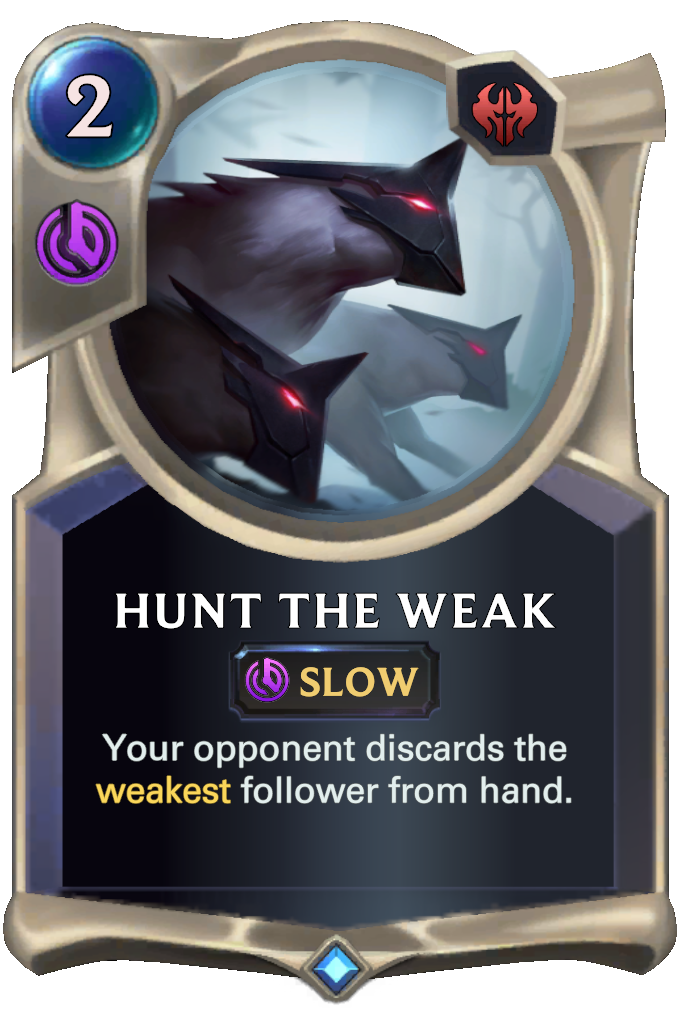 2
HUNT THE WEAK
SLOW
Your opponent discards the
weakest follower from hand.